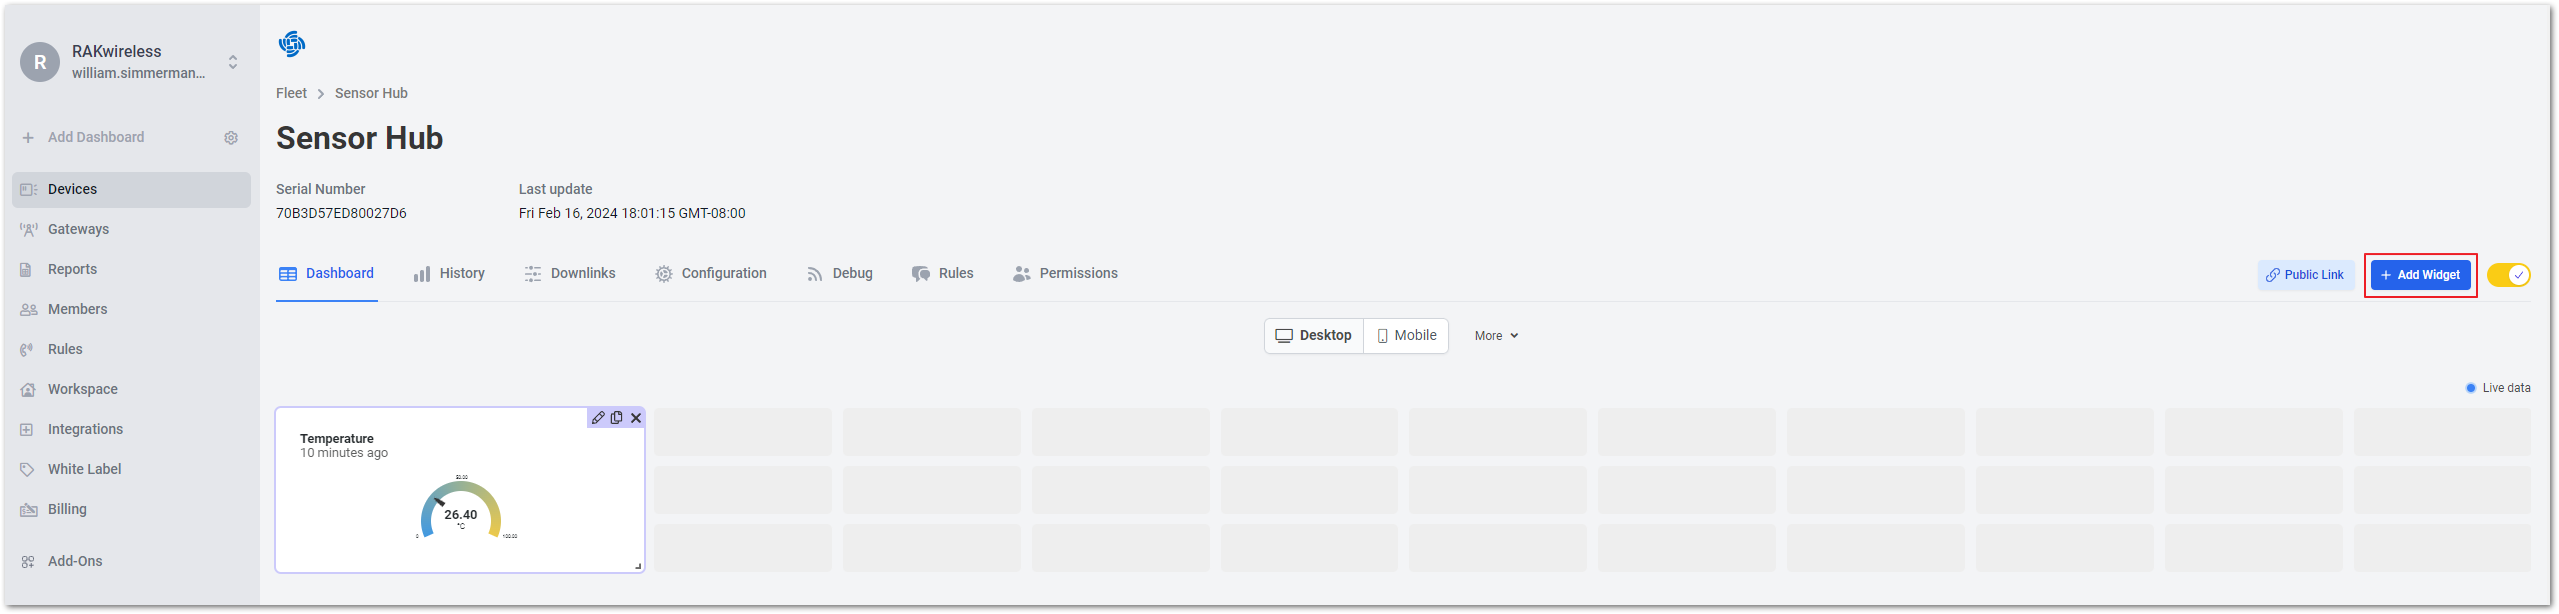 R
RAKwireless
william.simmerman...
Add Dashboard
Devices
Gateways
Reports
Members
Rules
Workspace
Integrations
White Label
Billing
Add-Ons
Fleet > Sensor Hub
Sensor Hub
Serial Number
70B3D57ED80027D6
Last update
Fri Feb 16, 2024 18:01:15 GMT-08:00
Dashboard
History
Downlinks
Configuration
Debug
Rules
Permissions
Public Link
+ Add Widget
Desktop
Mobile
More
Live data
Temperature
10 minutes ago
50.00
26.40
°C
0
100.00